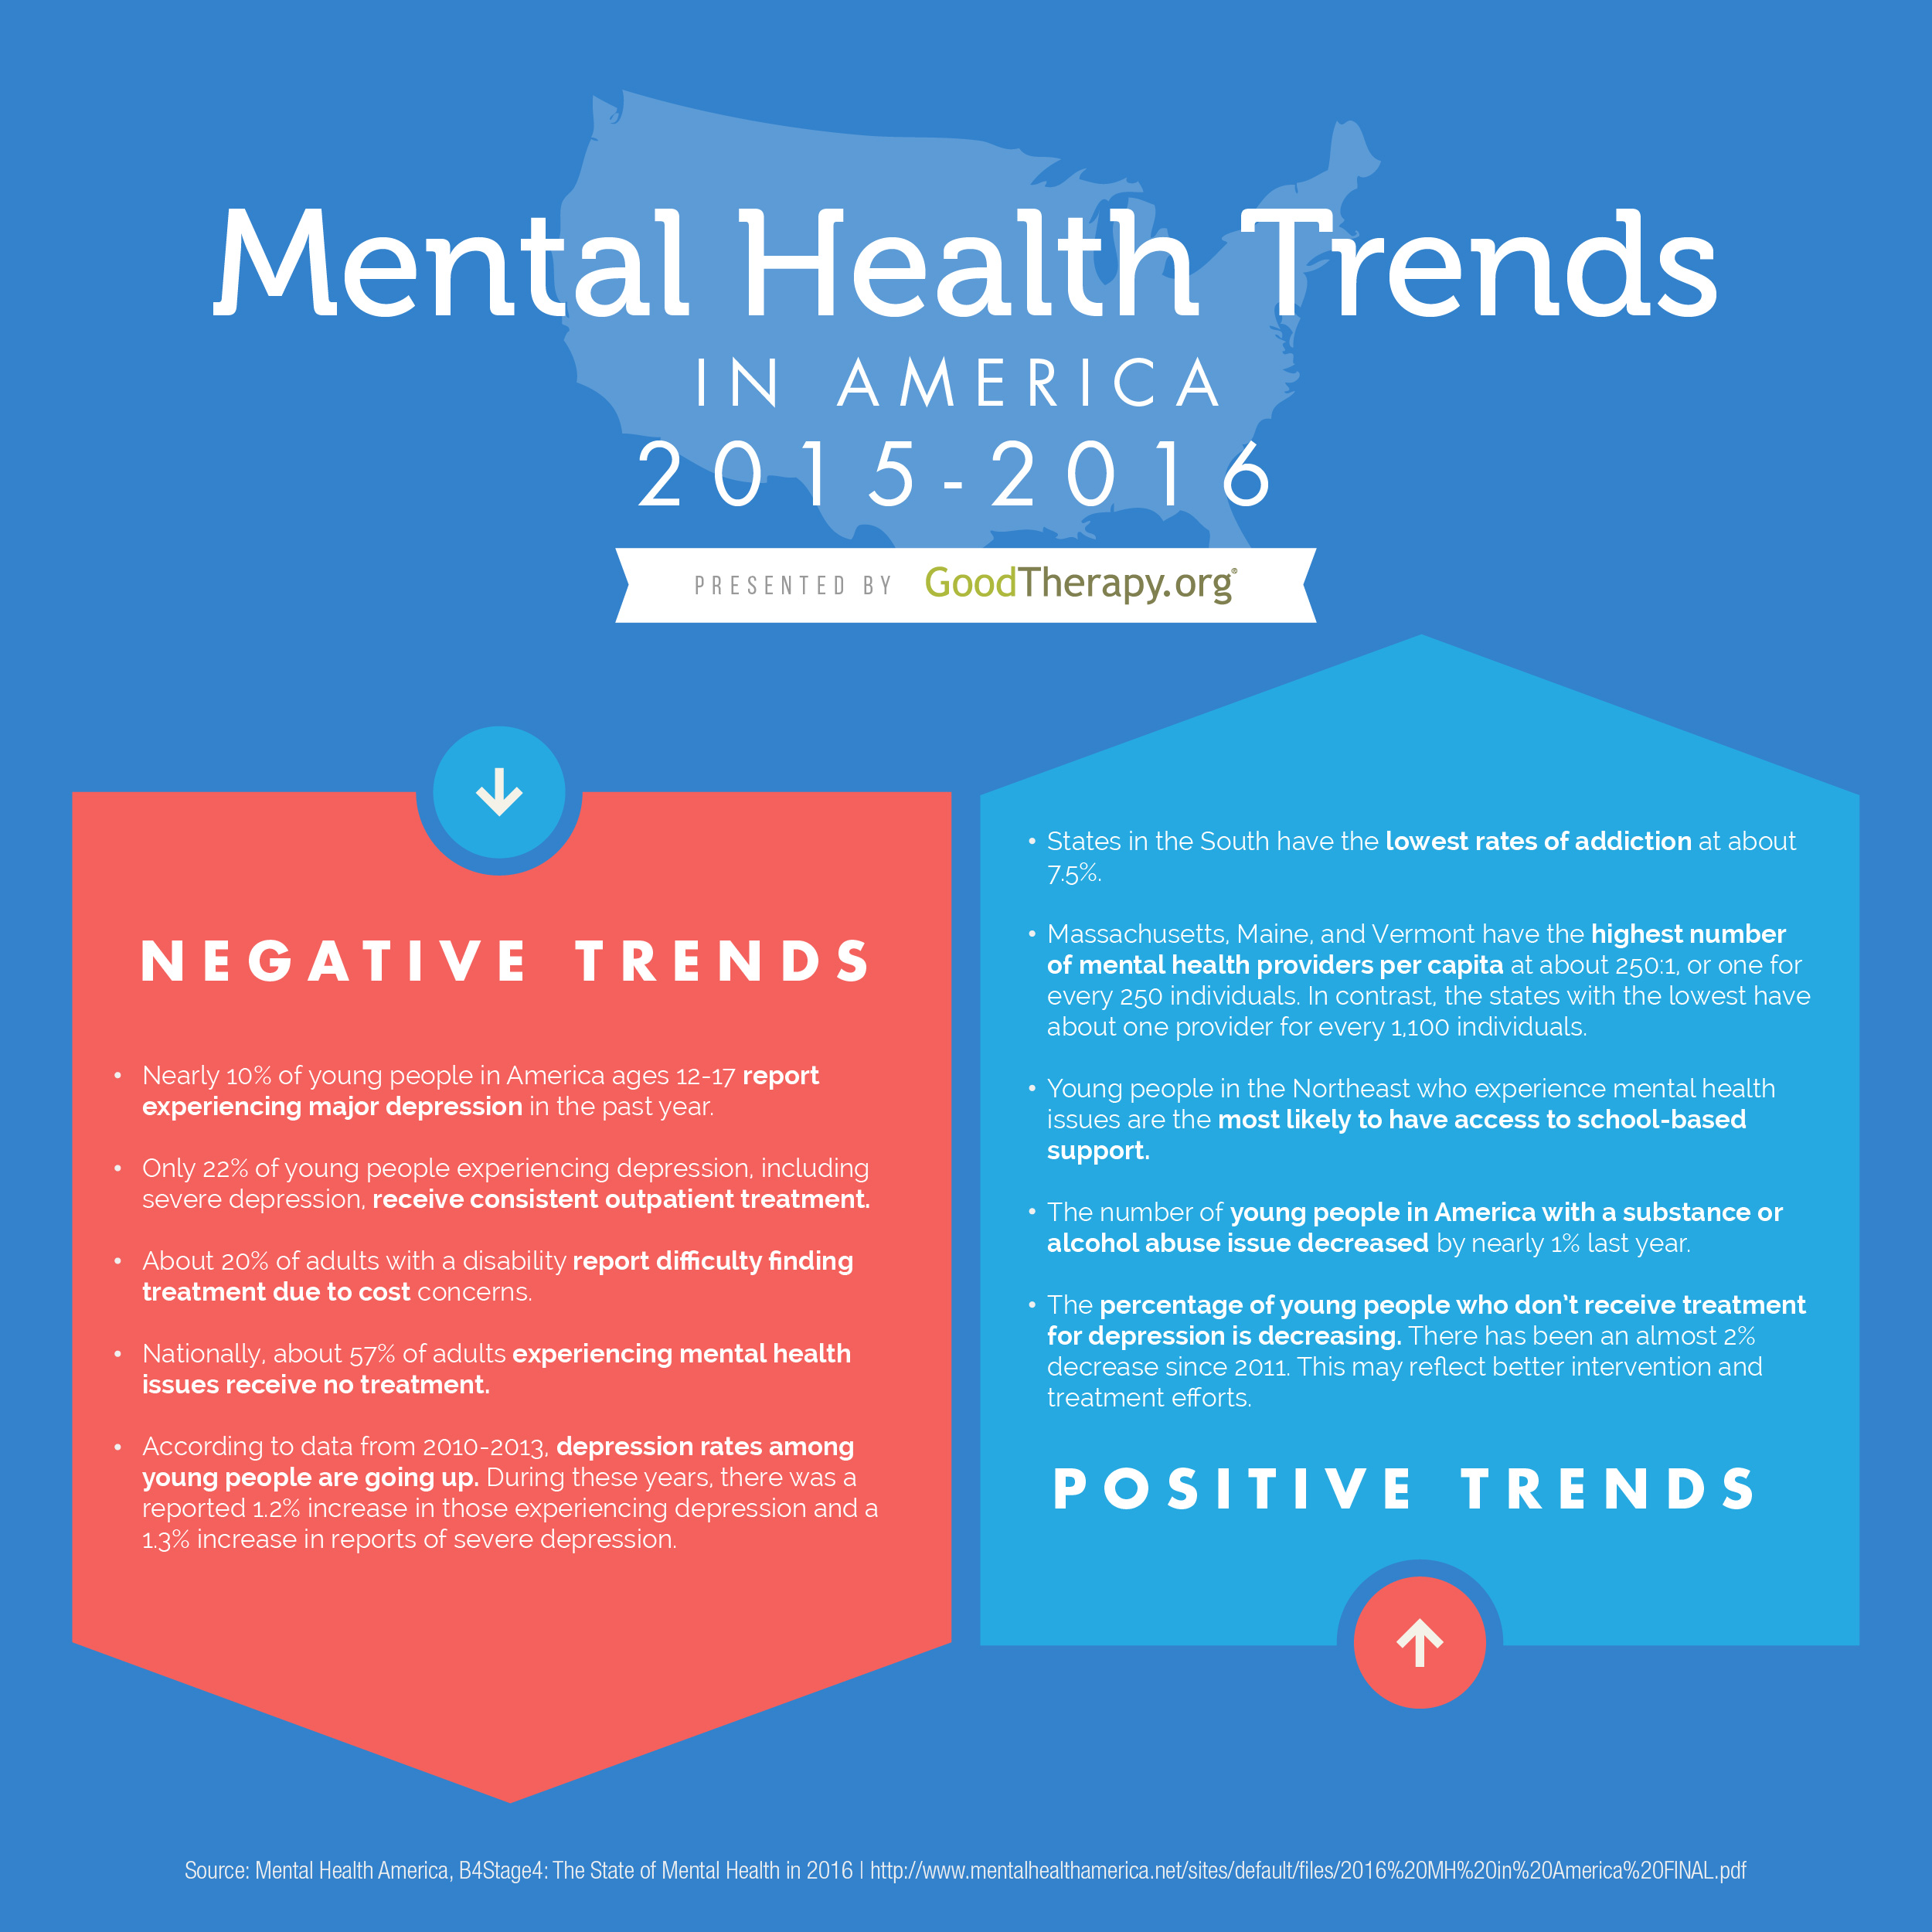 Mental Health Trends
IN AMERICA
2015-2016
PRESENTED BY GoodTherapy.org®
NEGATIVE TRENDS
• Nearly 10% of young people in America ages 12-17 report
experiencing major depression in the past year.
• Only 22% of young people experiencing depression, including
severe depression, receive consistent outpatient treatment.
• About 20% of adults with a disability report difficulty finding
treatment due to cost concerns.
• Nationally, about 57% of adults experiencing mental health
issues receive no treatment.
• According to data from 2010-2013, depression rates among
young people are going up. During these years, there was a
reported 1.2% increase in those experiencing depression and a
1.3% increase in reports of severe depression.
• States in the South have the lowest rates of addiction at about
7.5%.
• Massachusetts, Maine, and Vermont have the highest number
of mental health providers per capita at about 250:1, or one for
every 250 individuals. In contrast, the states with the lowest have
about one provider for every 1,100 individuals.
• Young people in the Northeast who experience mental health
issues are the most likely to have access to school-based
support.
• The number of young people in America with a substance or
alcohol abuse issue decreased by nearly 1% last year.
• The percentage of young people who don't receive treatment
for depression is decreasing. There has been an almost 2%
decrease since 2011. This may reflect better intervention and
treatment efforts.
POSITIVE TRENDS
Source: Mental Health America, B4Stage4: The State of Mental Health in 2016 | http://www.mentalhealthamerica.net/sites/default/files/2016%20MH%20in%20America%20FINAL.pdf